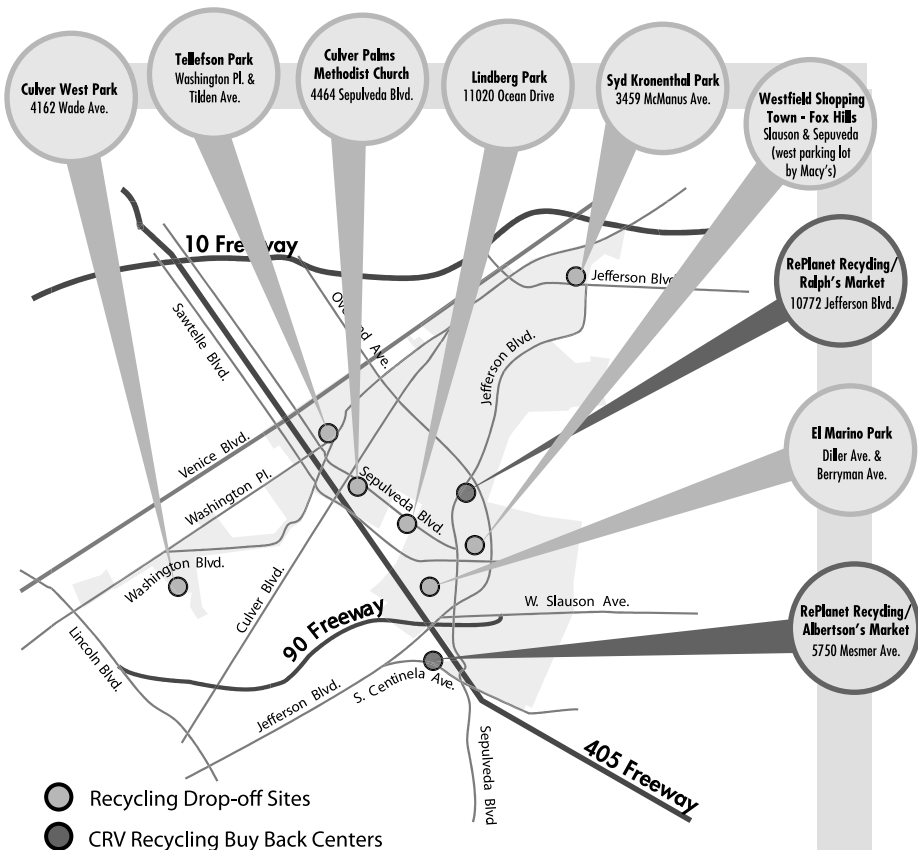 Culver West Park
4162 Wade Ave.
Tellefson Park
Washington Pl. &
Tilden Ave.
Culver Palms
Methodist Church
4464 Sepulveda Blvd.
Lindberg Park
11020 Ocean Drive
Syd Kronenthal Park
3459 McManus Ave.
Westfield Shopping
Town - Fox Hills
Slauson & Sepuveda
(west parking lot
by Macy's)
RePlanet Recycling/
Ralph's Market
10772 Jefferson Blvd.
El Marino Park
Diller Ave. &
Berryman Ave.
RePlanet Recycling/
Albertson's Market
5750 Mesmer Ave.
10 Freeway
Jefferson Blvd.
Sawtelle Blvd.
Overland Ave.
Jefferson Blvd.
Venice Blvd.
Washington Pl.
Sepulveda Blvd.
Washington Blvd.
Culver Blvd.
W. Slauson Ave.
90 Freeway
Lincoln Blvd.
S. Centinela Ave.
Jefferson Blvd.
Sepulveda Blvd
405 Freeway
Recycling Drop-off Sites
CRV Recycling Buy Back Centers